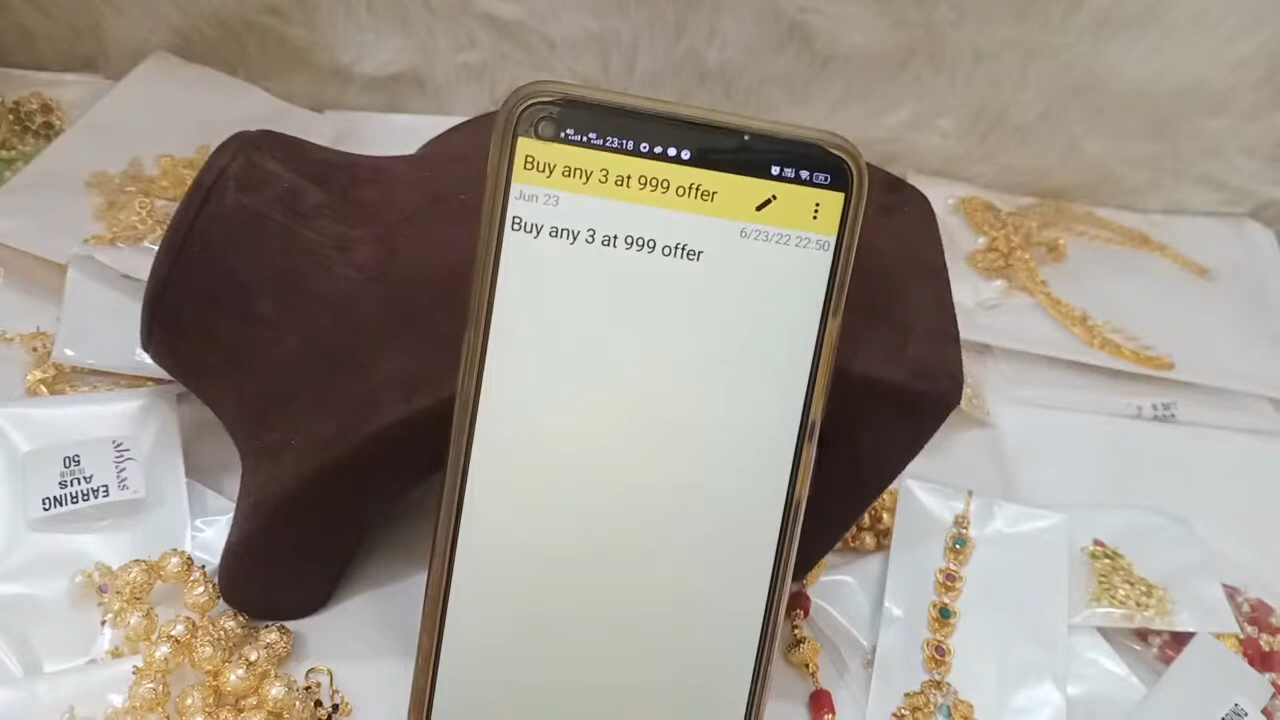 23:18
Buy any 3 at 999 offer
Jun 23
6/23/22 22:50
Buy any 3 at 999 offer
ahsaas
EARRING
AUS
50